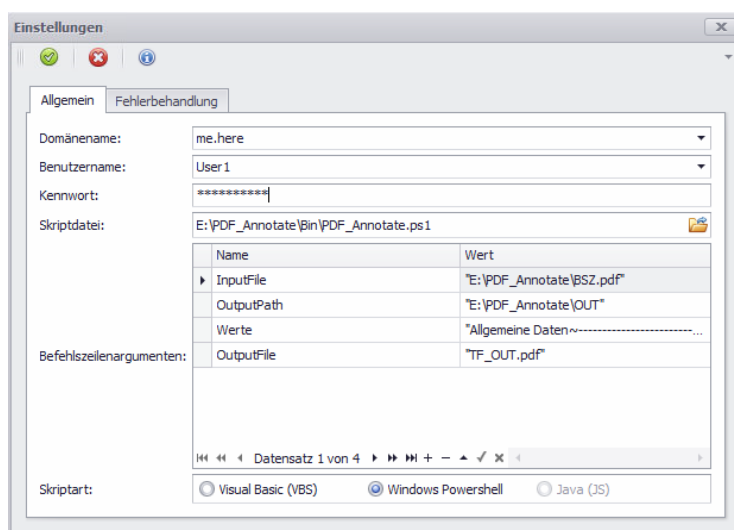 Einstellungen
Allgemein Fehlerbehandlung
Domänename: me.here
Benutzername: User1
Kennwort: **********
Skriptdatei: E:\PDF_Annotate\Bin\PDF_Annotate.ps1
Name Wert
InputFile "E:\PDF_Annotate\BSZ.pdf"
OutputPath "E:\PDF_Annotate\OUT"
Werte "Allgemeine Daten~------------------------...
Befehlszeilenargumenten: OutputFile "TF_OUT.pdf"
Datensatz 1 von 4
Skriptart: Visual Basic (VBS) Windows Powershell Java (JS)